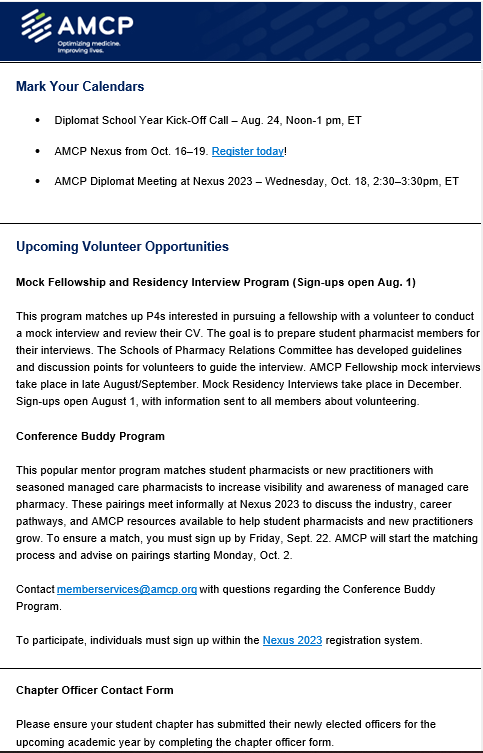 AMCP
Optimizing medicine.
Improving lives.
Mark Your Calendars
• Diplomat School Year Kick-Off Call – Aug. 24, Noon-1 pm, ET
• AMCP Nexus from Oct. 16–19. Register today!
• AMCP Diplomat Meeting at Nexus 2023 – Wednesday, Oct. 18, 2:30–3:30pm, ET
Upcoming Volunteer Opportunities
Mock Fellowship and Residency Interview Program (Sign-ups open Aug. 1)
This program matches up P4s interested in pursuing a fellowship with a volunteer to conduct
a mock interview and review their CV. The goal is to prepare student pharmacist members for
their interviews. The Schools of Pharmacy Relations Committee has developed guidelines
and discussion points for volunteers to guide the interview. AMCP Fellowship mock interviews
take place in late August/September. Mock Residency Interviews take place in December.
Sign-ups open August 1, with information sent to all members about volunteering.
Conference Buddy Program
This popular mentor program matches student pharmacists or new practitioners with
seasoned managed care pharmacists to increase visibility and awareness of managed care
pharmacy. These pairings meet informally at Nexus 2023 to discuss the industry, career
pathways, and AMCP resources available to help student pharmacists and new practitioners
grow. To ensure a match, you must sign up by Friday, Sept. 22. AMCP will start the matching
process and advise on pairings starting Monday, Oct. 2.
Contact memberservices@amcp.org with questions regarding the Conference Buddy
Program.
To participate, individuals must sign up within the Nexus 2023 registration system.
Chapter Officer Contact Form
Please ensure your student chapter has submitted their newly elected officers for the
upcoming academic year by completing the chapter officer form.